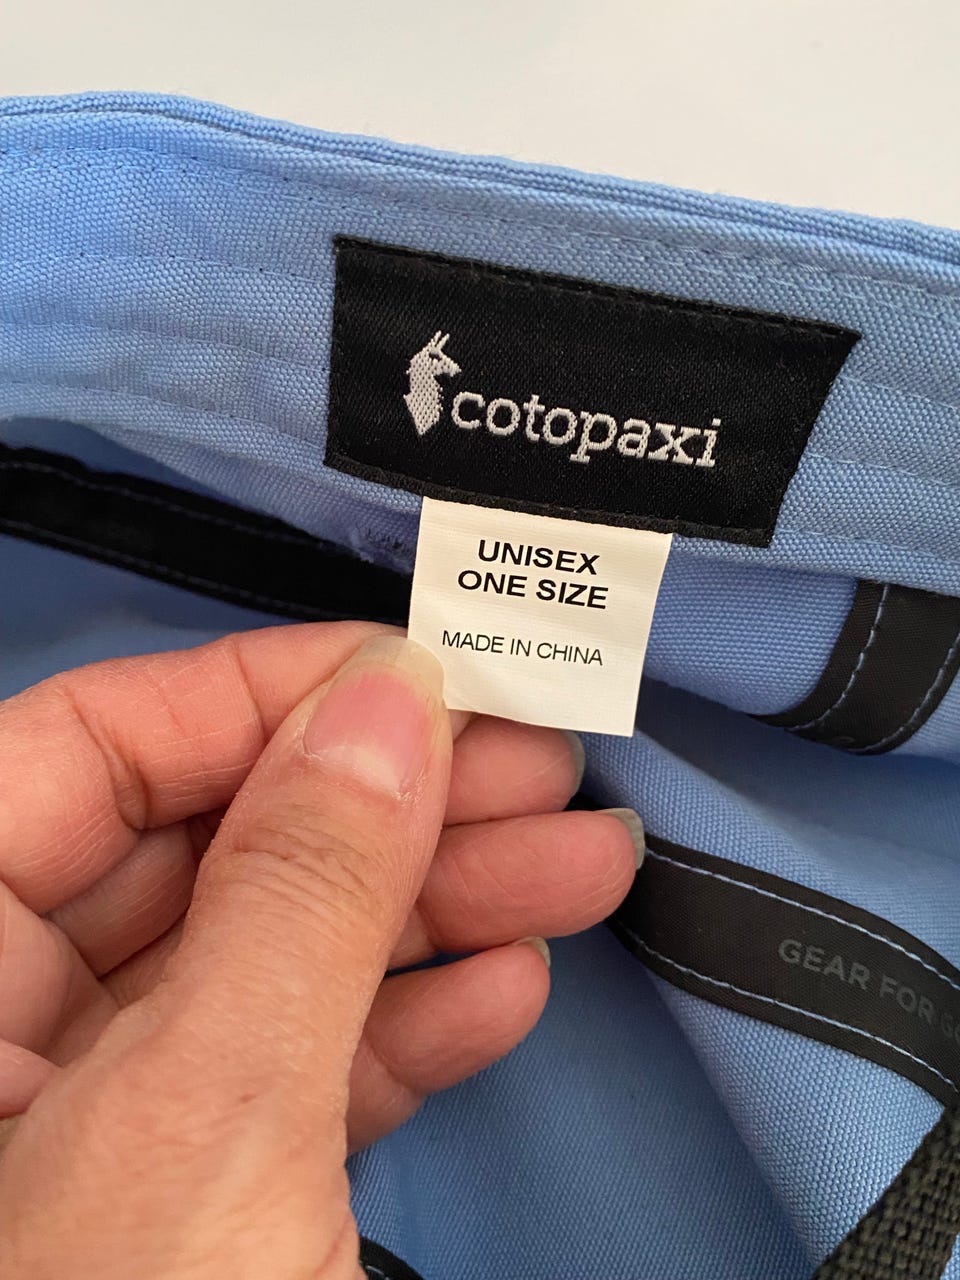 cotopaxi
UNISEX
ONE SIZE
MADE IN CHINA
GEAR FOR